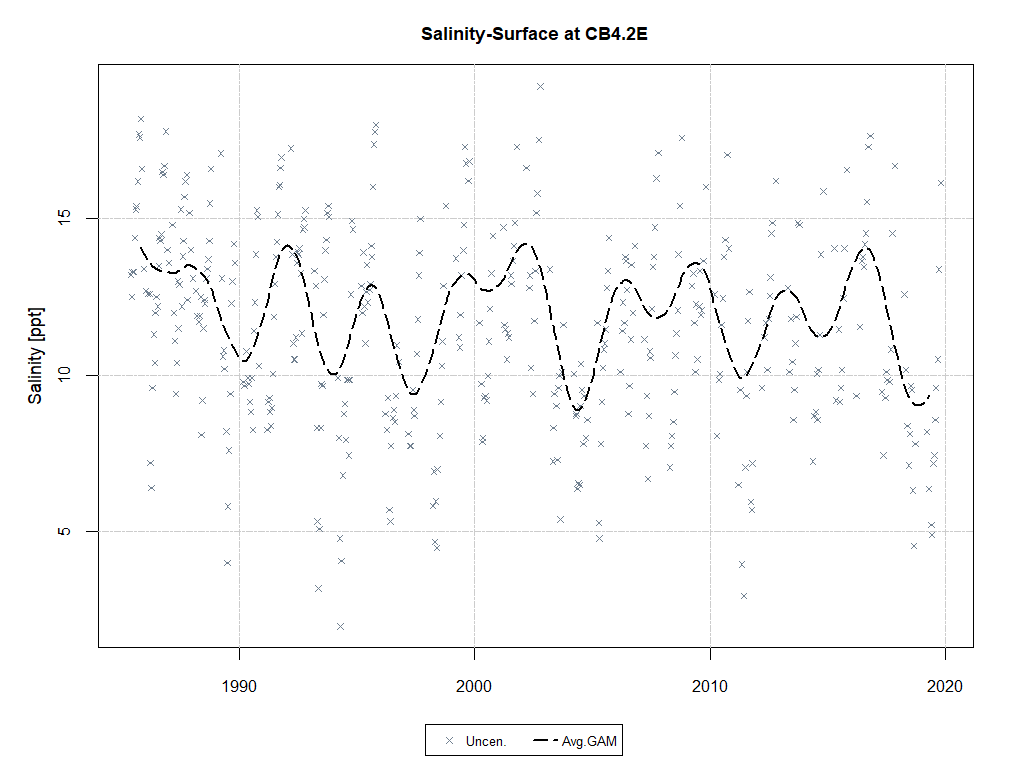 Salinity-Surface at CB4.2E
Salinity [ppt]
15
10
5
1990 2000 2010 2020
Uncen. Avg.GAM